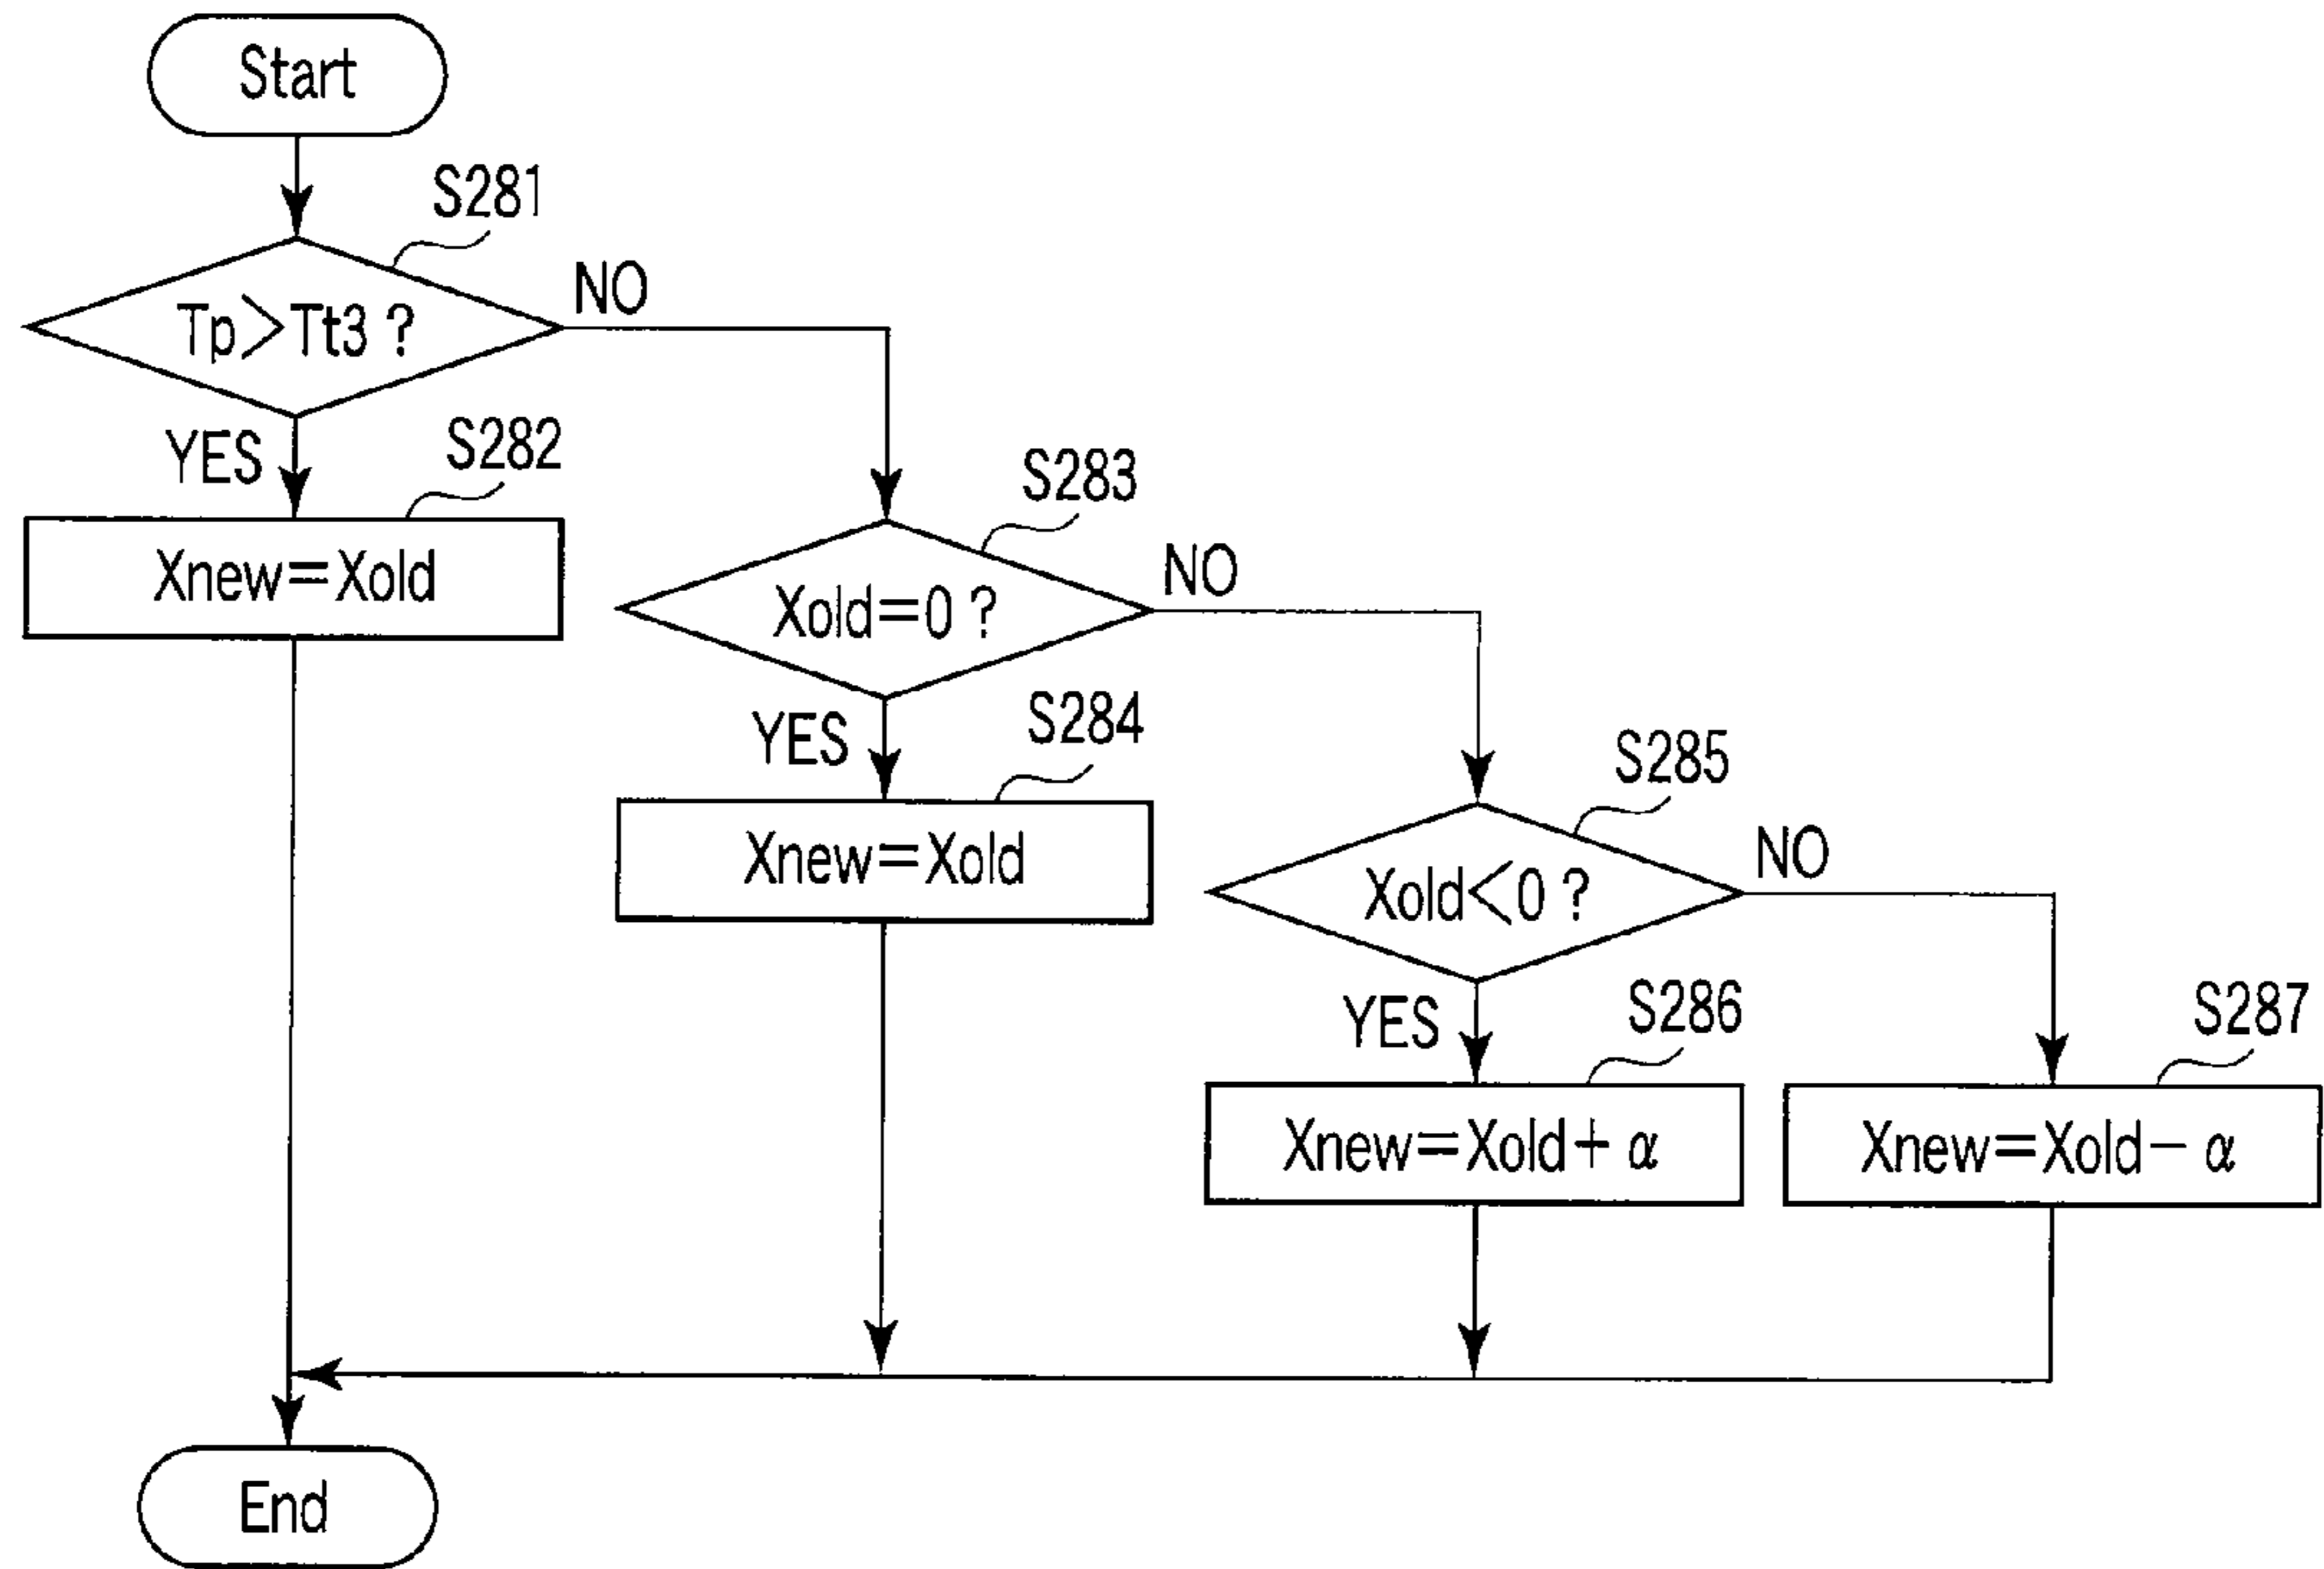 Start
S281
Tp>Tt3 ?
NO
YES
S282
Xnew=Xold
S283
Xold=0 ?
NO
YES
S284
Xnew=Xold
S285
Xold<0 ?
NO
YES
S286
Xnew=Xold+ α
S287
Xnew=Xold- α
End